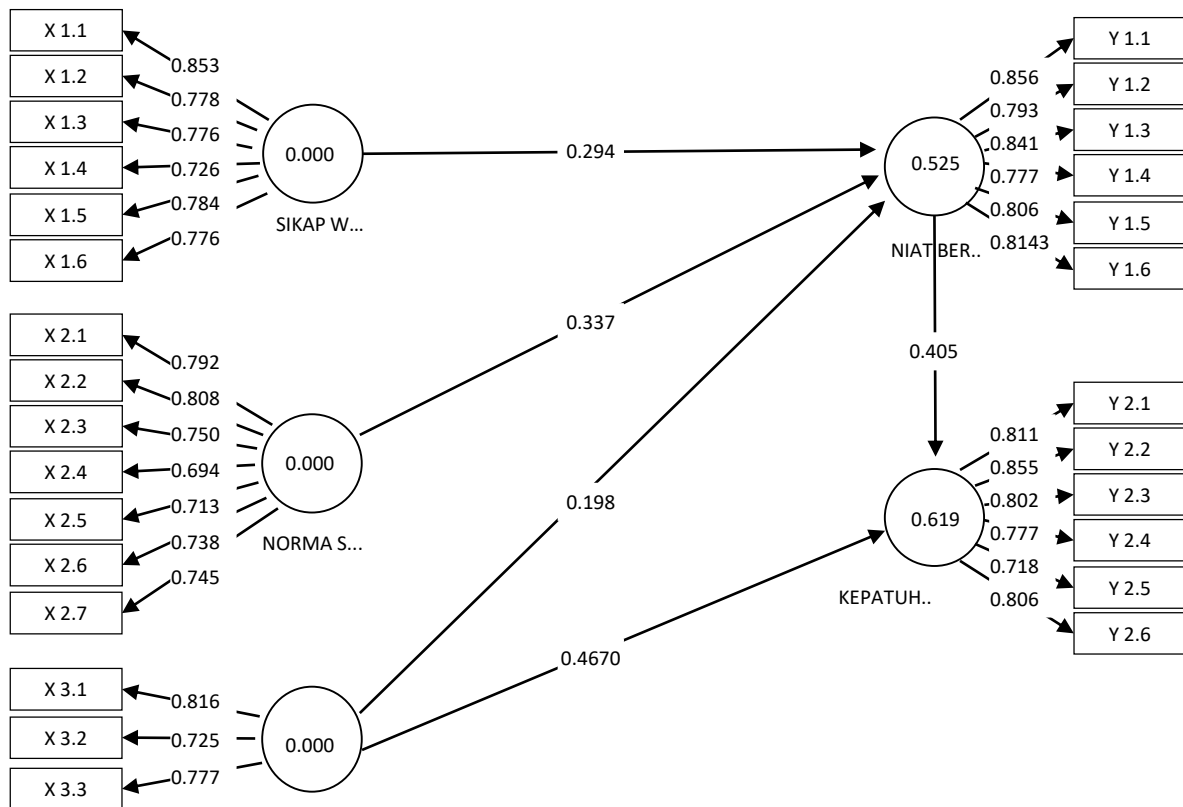 X 1.1
X 1.2
X 1.3
X 1.4
X 1.5
X 1.6
0.853
0.778
0.776
0.726
0.784
0.776
0.000
SIKAP W...
0.294
X 2.1
X 2.2
X 2.3
X 2.4
X 2.5
X 2.6
X 2.7
0.792
0.808
0.750
0.694
0.713
0.738
0.745
0.000
NORMA S...
0.337
X 3.1
X 3.2
X 3.3
0.816
0.725
0.777
0.000
0.198
0.4670
0.525
NIAT BER..
0.405
0.856
0.793
0.841
0.777
0.806
0.8143
Y 1.1
Y 1.2
Y 1.3
Y 1.4
Y 1.5
Y 1.6
0.619
KEPATUH..
0.811
0.855
0.802
0.777
0.718
0.806
Y 2.1
Y 2.2
Y 2.3
Y 2.4
Y 2.5
Y 2.6